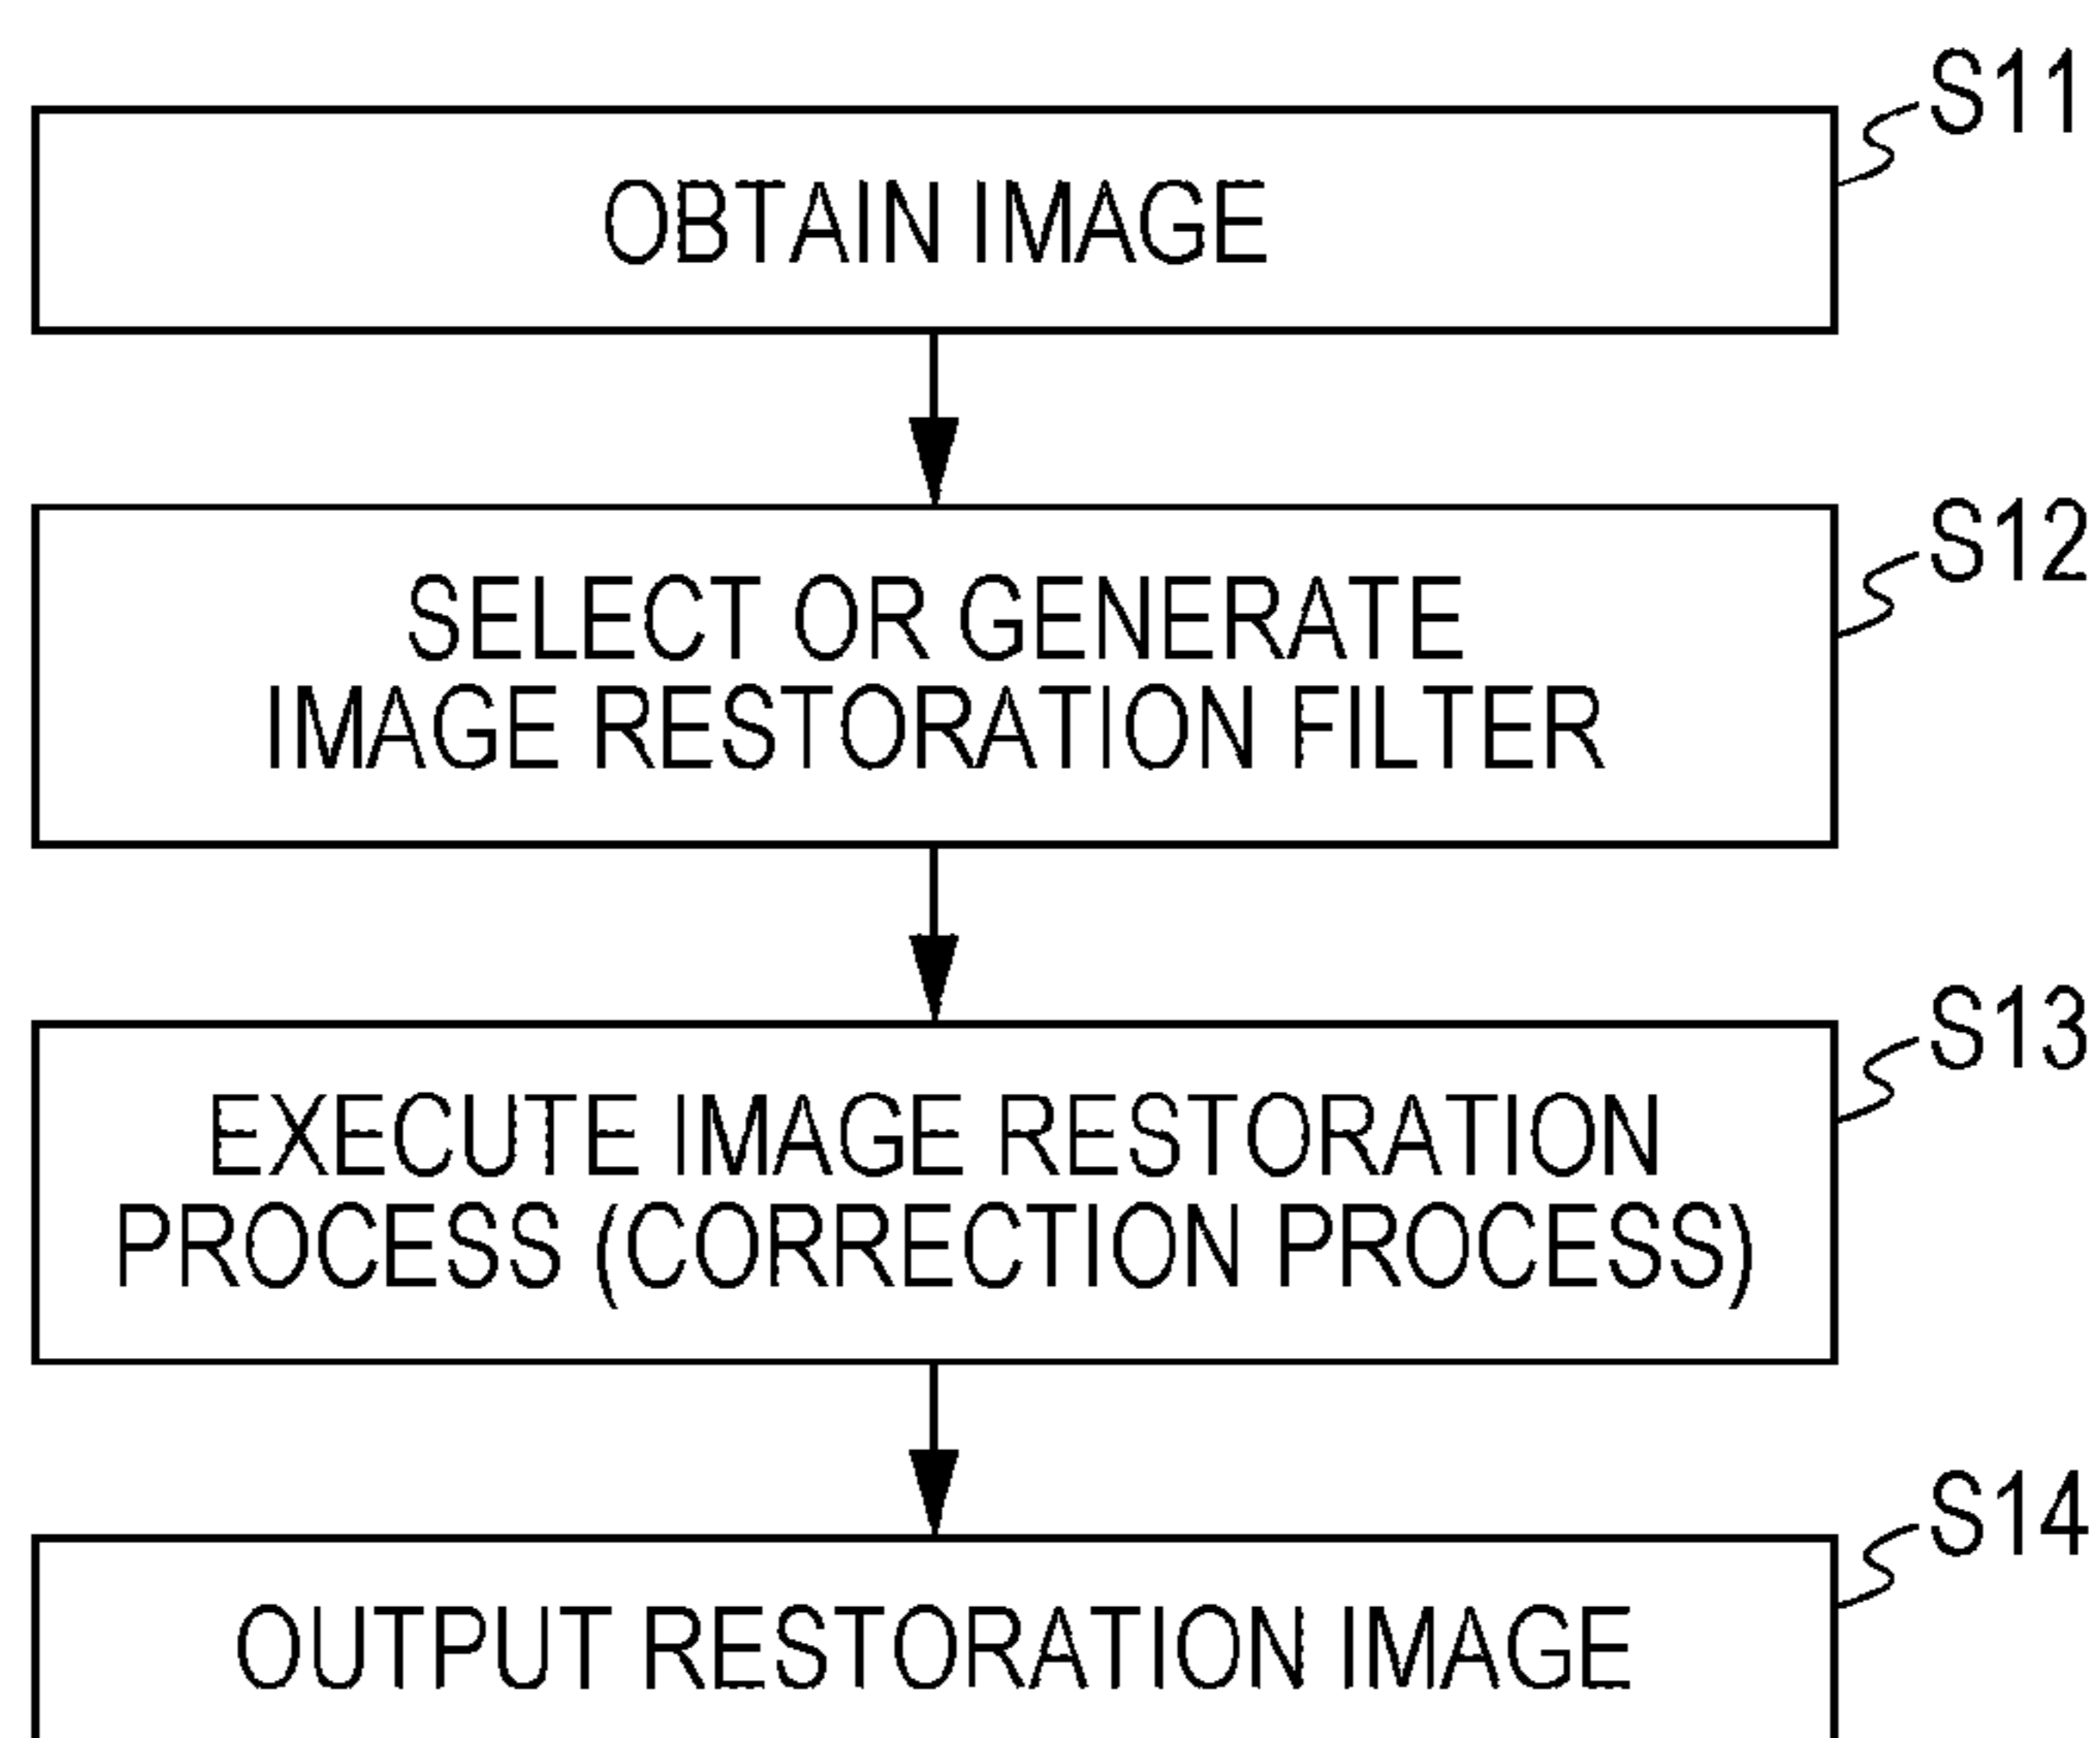 S11
OBTAIN IMAGE
S12
SELECT OR GENERATE
IMAGE RESTORATION FILTER
S13
EXECUTE IMAGE RESTORATION
PROCESS (CORRECTION PROCESS)
S14
OUTPUT RESTORATION IMAGE